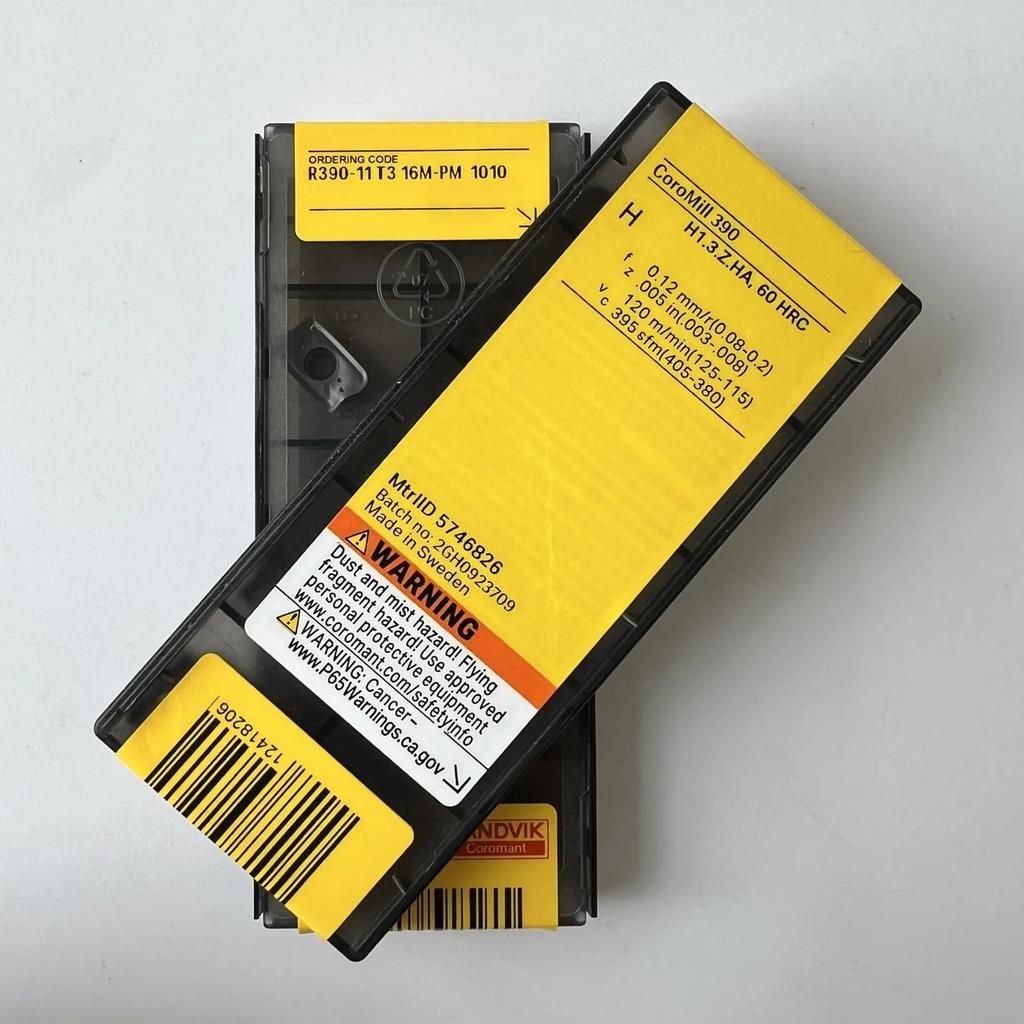 ORDERING CODE
R390-11 T3 16M-PM 1010
07
PC
CoroMill 390
H
H1.3.Z.HA, 60 HRC
fz 0.12 mm/r(0.08-0.2)
.005 in(.003-.008)
vc 120 m/min(125-115)
395 sfm(405-380)
MtrlID 5746826
Batch no: 2GH0923709
Made in Sweden
WARNING
Dust and mist hazard! Flying
fragment hazard! Use approved
personal protective equipment
www.coromant.com/safetyinfo
WARNING: Cancer–
www.P65Warnings.ca.gov
12418206
NDVIK
Coromant